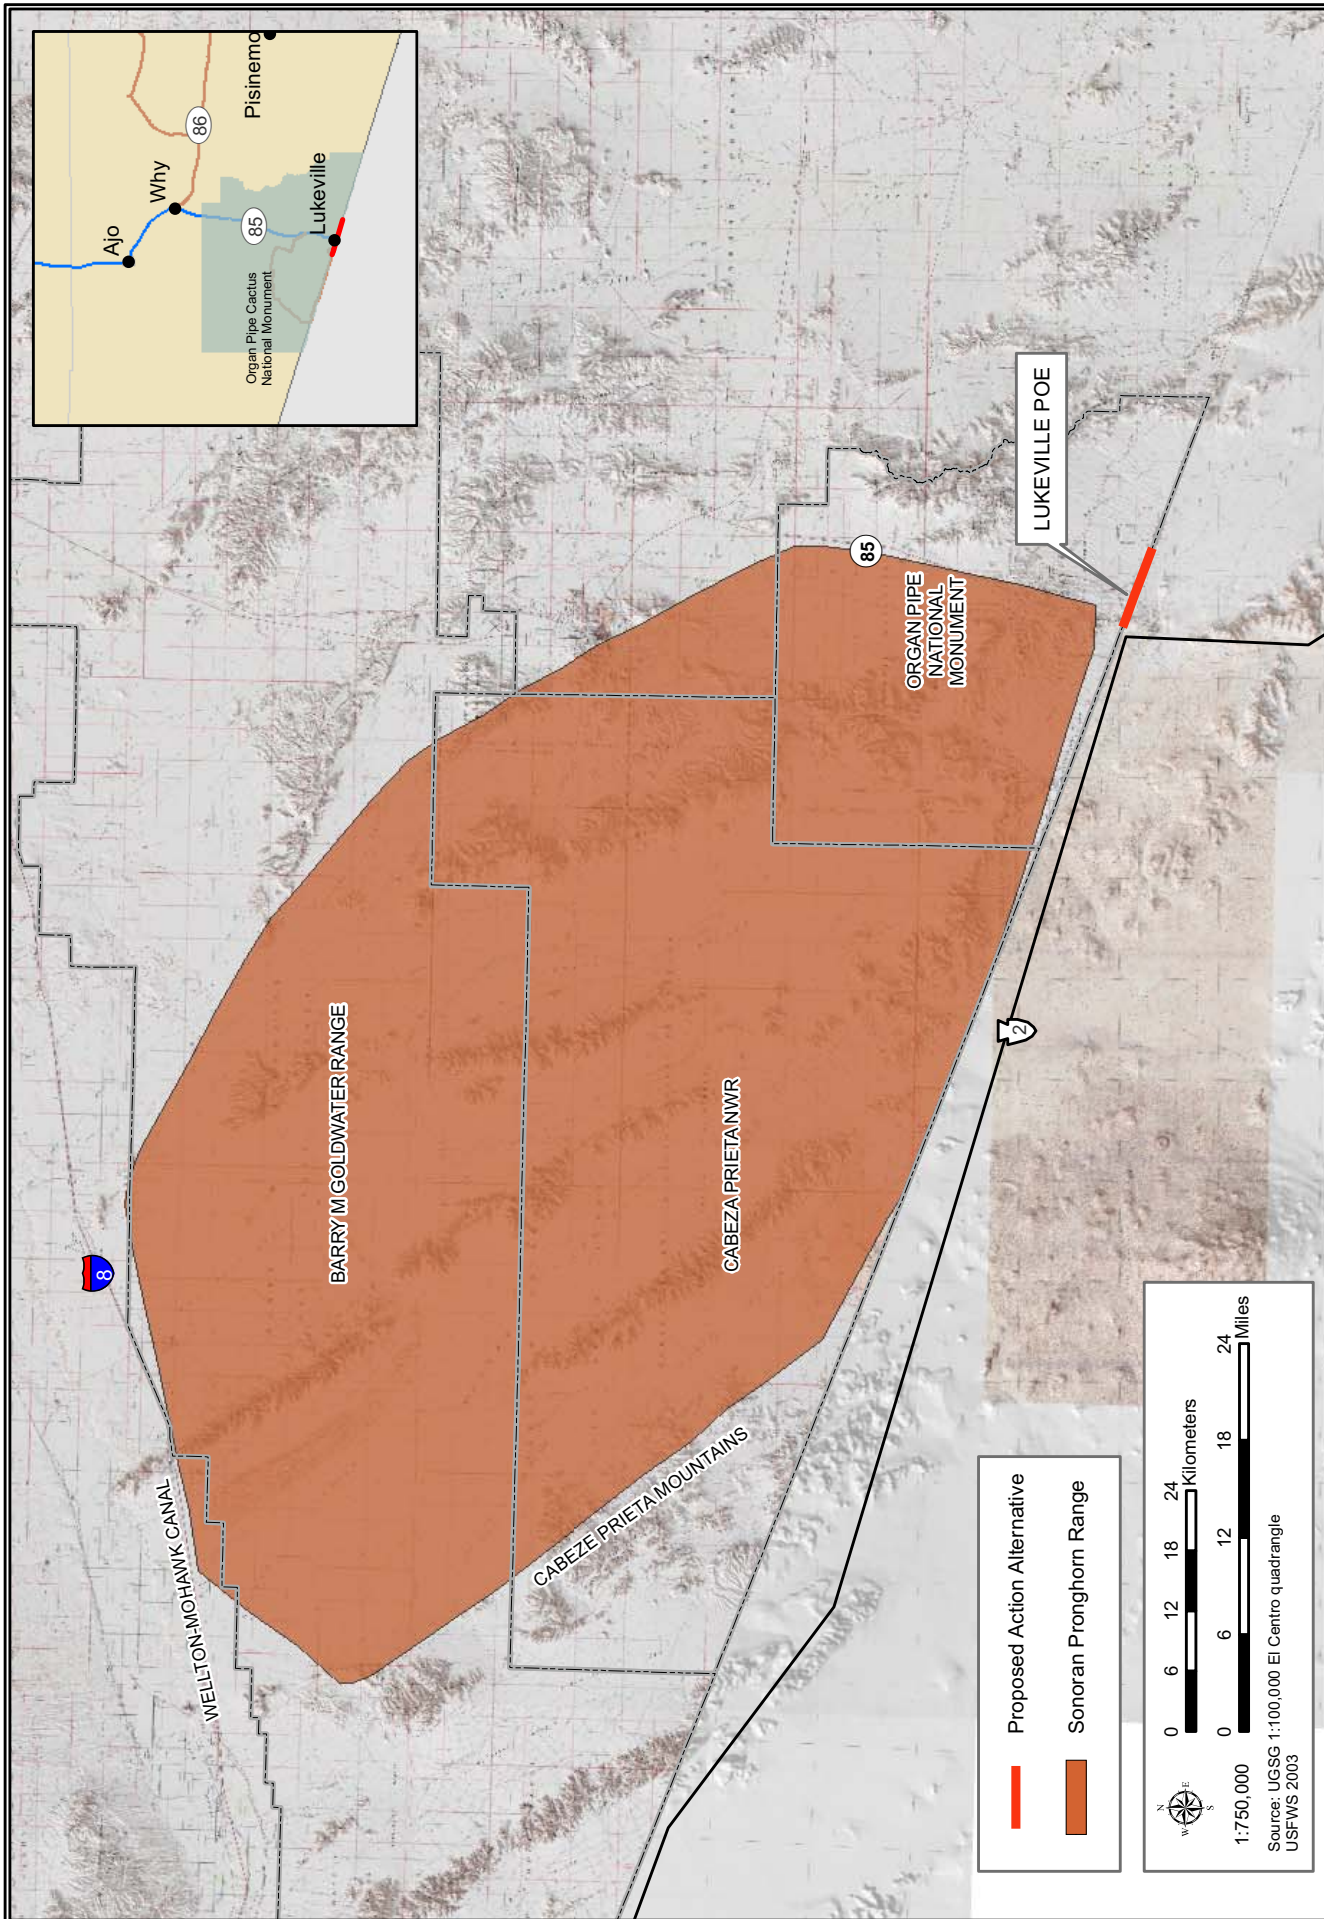 WELLTON-MOHAWK CANAL
8
BARRY M GOLDWATER RANGE
CABEZE PRIETA MOUNTAINS
CABEZA PRIETA NWR
2
ORGAN PIPE
NATIONAL
MONUMENT
85
LUKEVILLE POE
Ajo
Why
86
Pisinemo
85
Organ Pipe Cactus
National Monument
Lukeville
Proposed Action Alternative
Sonoran Pronghorn Range
N
W
E
S
0 6 12 18 24
Kilometers
0 6 12 18 24
Miles
1:750,000
Source: UGSG 1:100,000 El Centro quadrangle
USFWS 2003